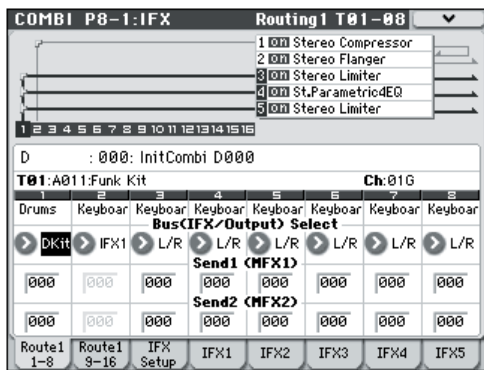 COMBI P8-1:IFX Routing1 T01-08
1 on Stereo Compressor
2 on Stereo Flanger
3 on Stereo Limiter
4 on St.Parametric4EQ
5 on Stereo Limiter
1 2 3 4 5 6 7 8 9 10 11 12 13 14 15 16
D : 000: InitCombi D000
T01:A011:Funk Kit Ch:01G
1 2 3 4 5 6 7 8
Drums Keyboar Keyboar Keyboar Keyboar Keyboar Keyboar Keyboar
Bus(IFX/Output) Select
DKit IFX1 L/R L/R L/R L/R L/R L/R
Send1 (MFX1)
000 000 000 000 000 000 000 000
Send2 (MFX2)
000 000 000 000 000 000 000 000
Route1 1-8 Route1 9-16 IFX Setup IFX1 IFX2 IFX3 IFX4 IFX5